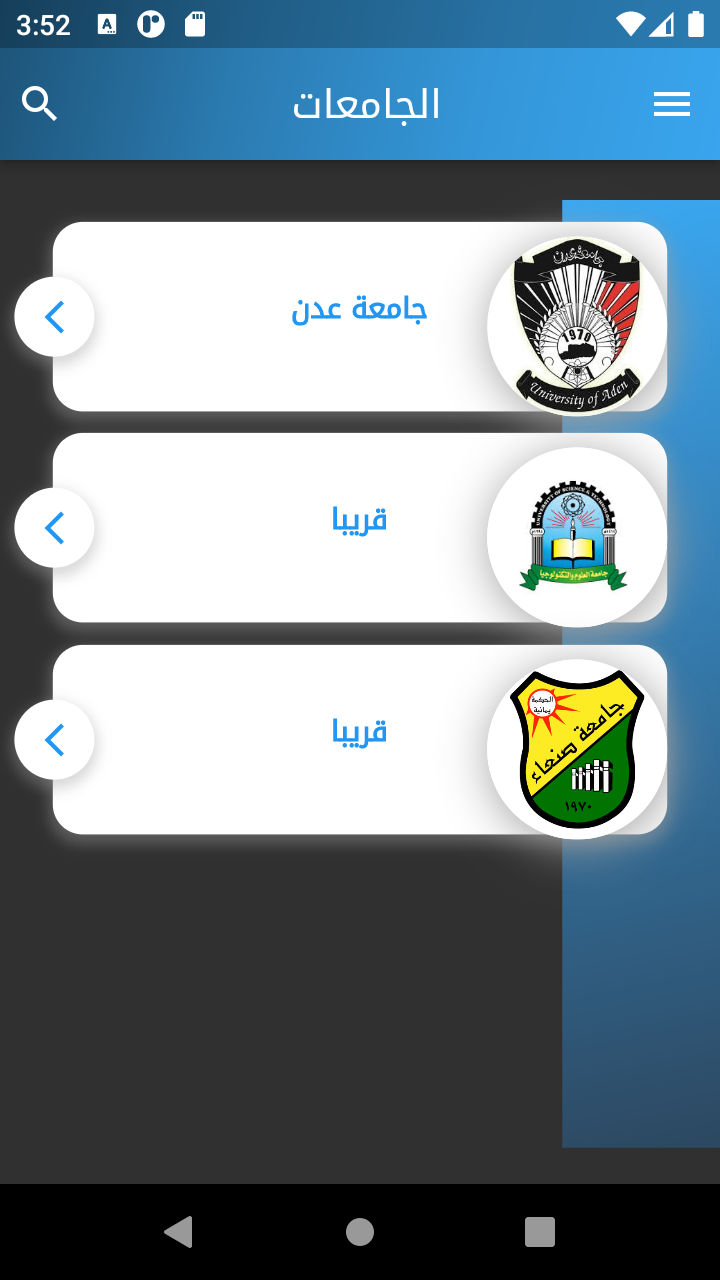 3:52
الجامعات
جامعة عدن
جامعة عدن
1970
University of Aden
قريبا
UNIVERSITY OF SCIENCE & TECHNOLOGY
جامعة العلوم والتكنولوجيا
قريبا
الحكمة
يمانية
جامعة صنعاء
١٩٧٠